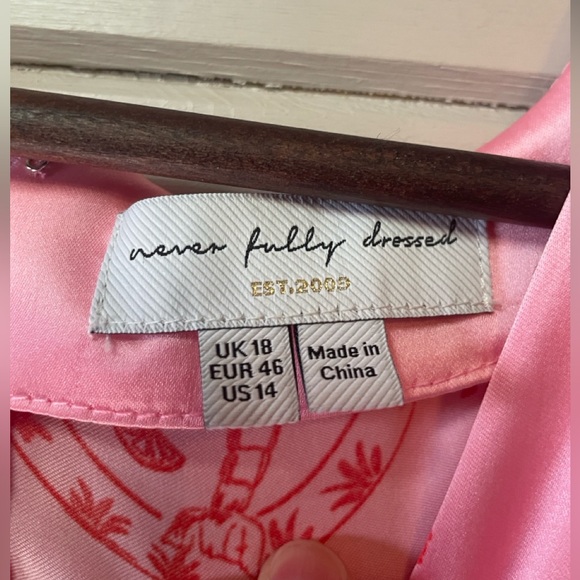 never fully dressed
EST.2003
UK 18
EUR 46
US 14
Made in
China